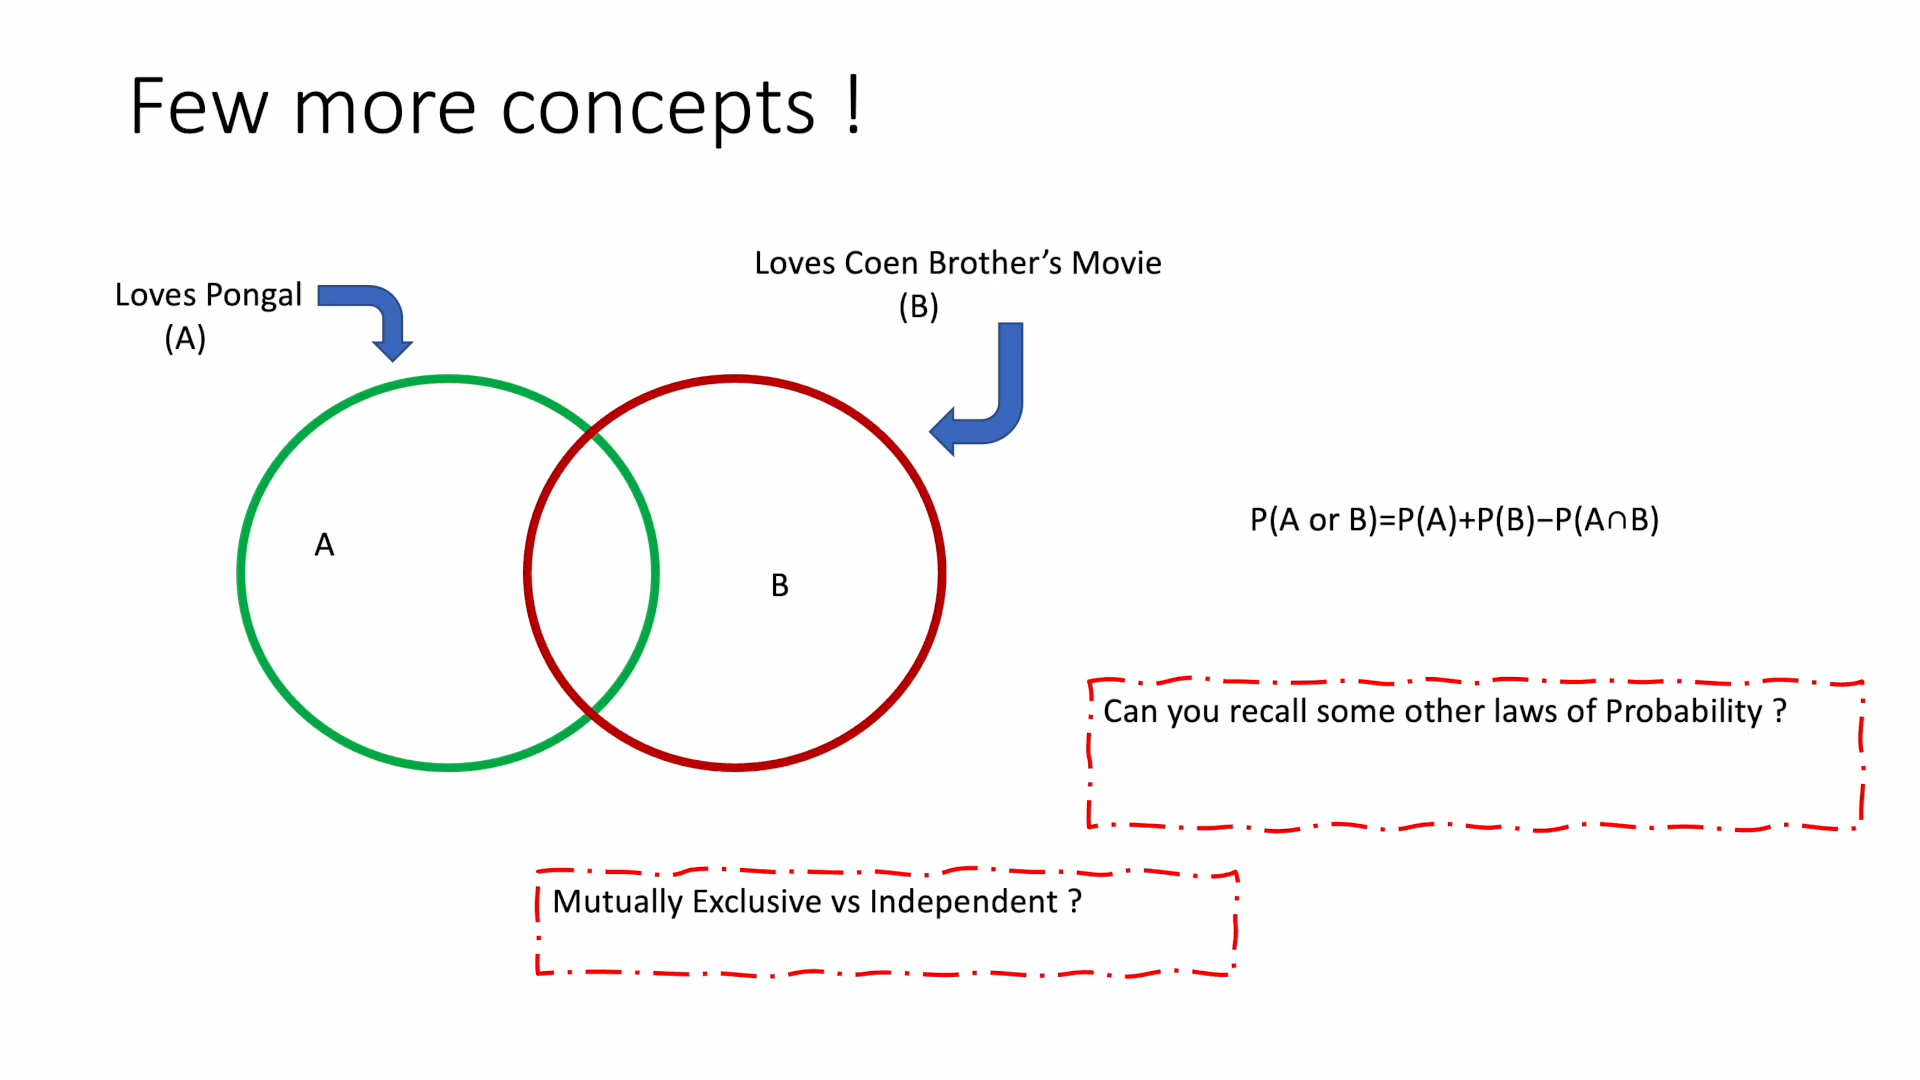 Few more concepts !
Loves Coen Brother’s Movie
(B)
Loves Pongal
(A)
A
B
P(A or B)=P(A)+P(B)−P(A∩B)
Can you recall some other laws of Probability ?
Mutually Exclusive vs Independent ?